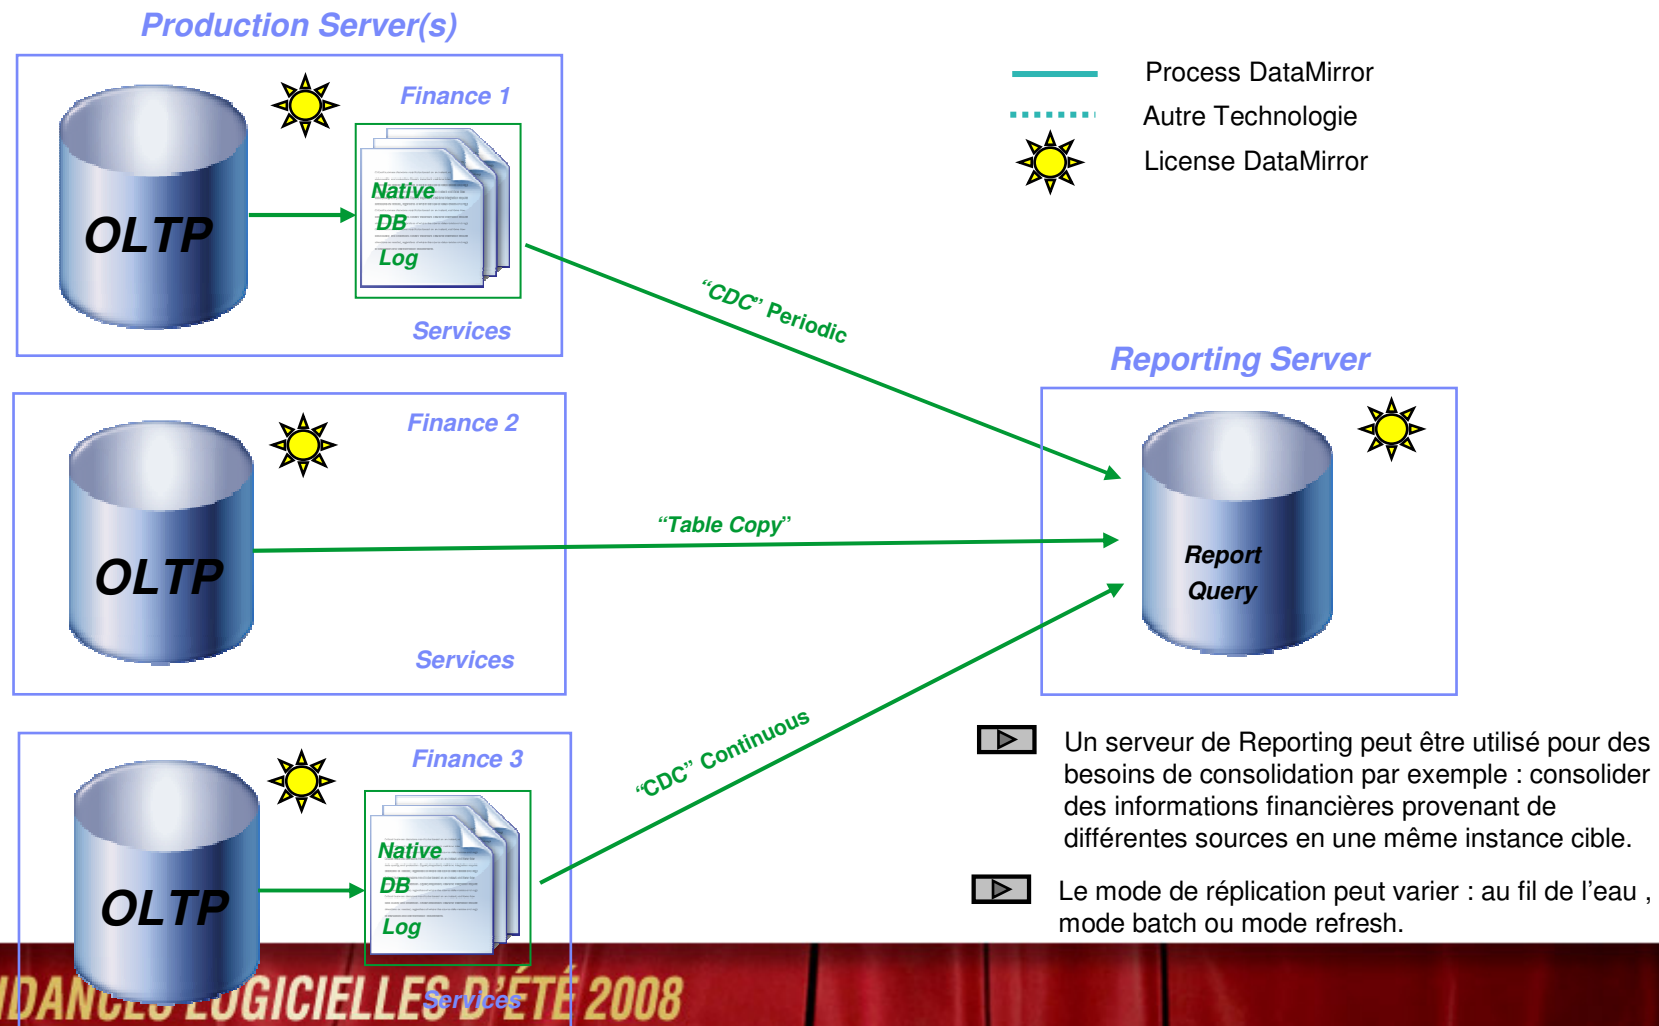 Production Server(s)
Finance 1
OLTP
Native
DB
Log
Services
Process DataMirror
Autre Technologie
License DataMirror
“CDC” Periodic
Finance 2
OLTP
Services
“Table Copy”
Reporting Server
Report
Query
Finance 3
OLTP
Native
DB
Log
Services
“CDC” Continuous
Un serveur de Reporting peut être utilisé pour des
besoins de consolidation par exemple : consolider
des informations financières provenant de
différentes sources en une même instance cible.
Le mode de réplication peut varier : au fil de l’eau ,
mode batch ou mode refresh.
LOGICIELLES D'ÉTÉ 2008